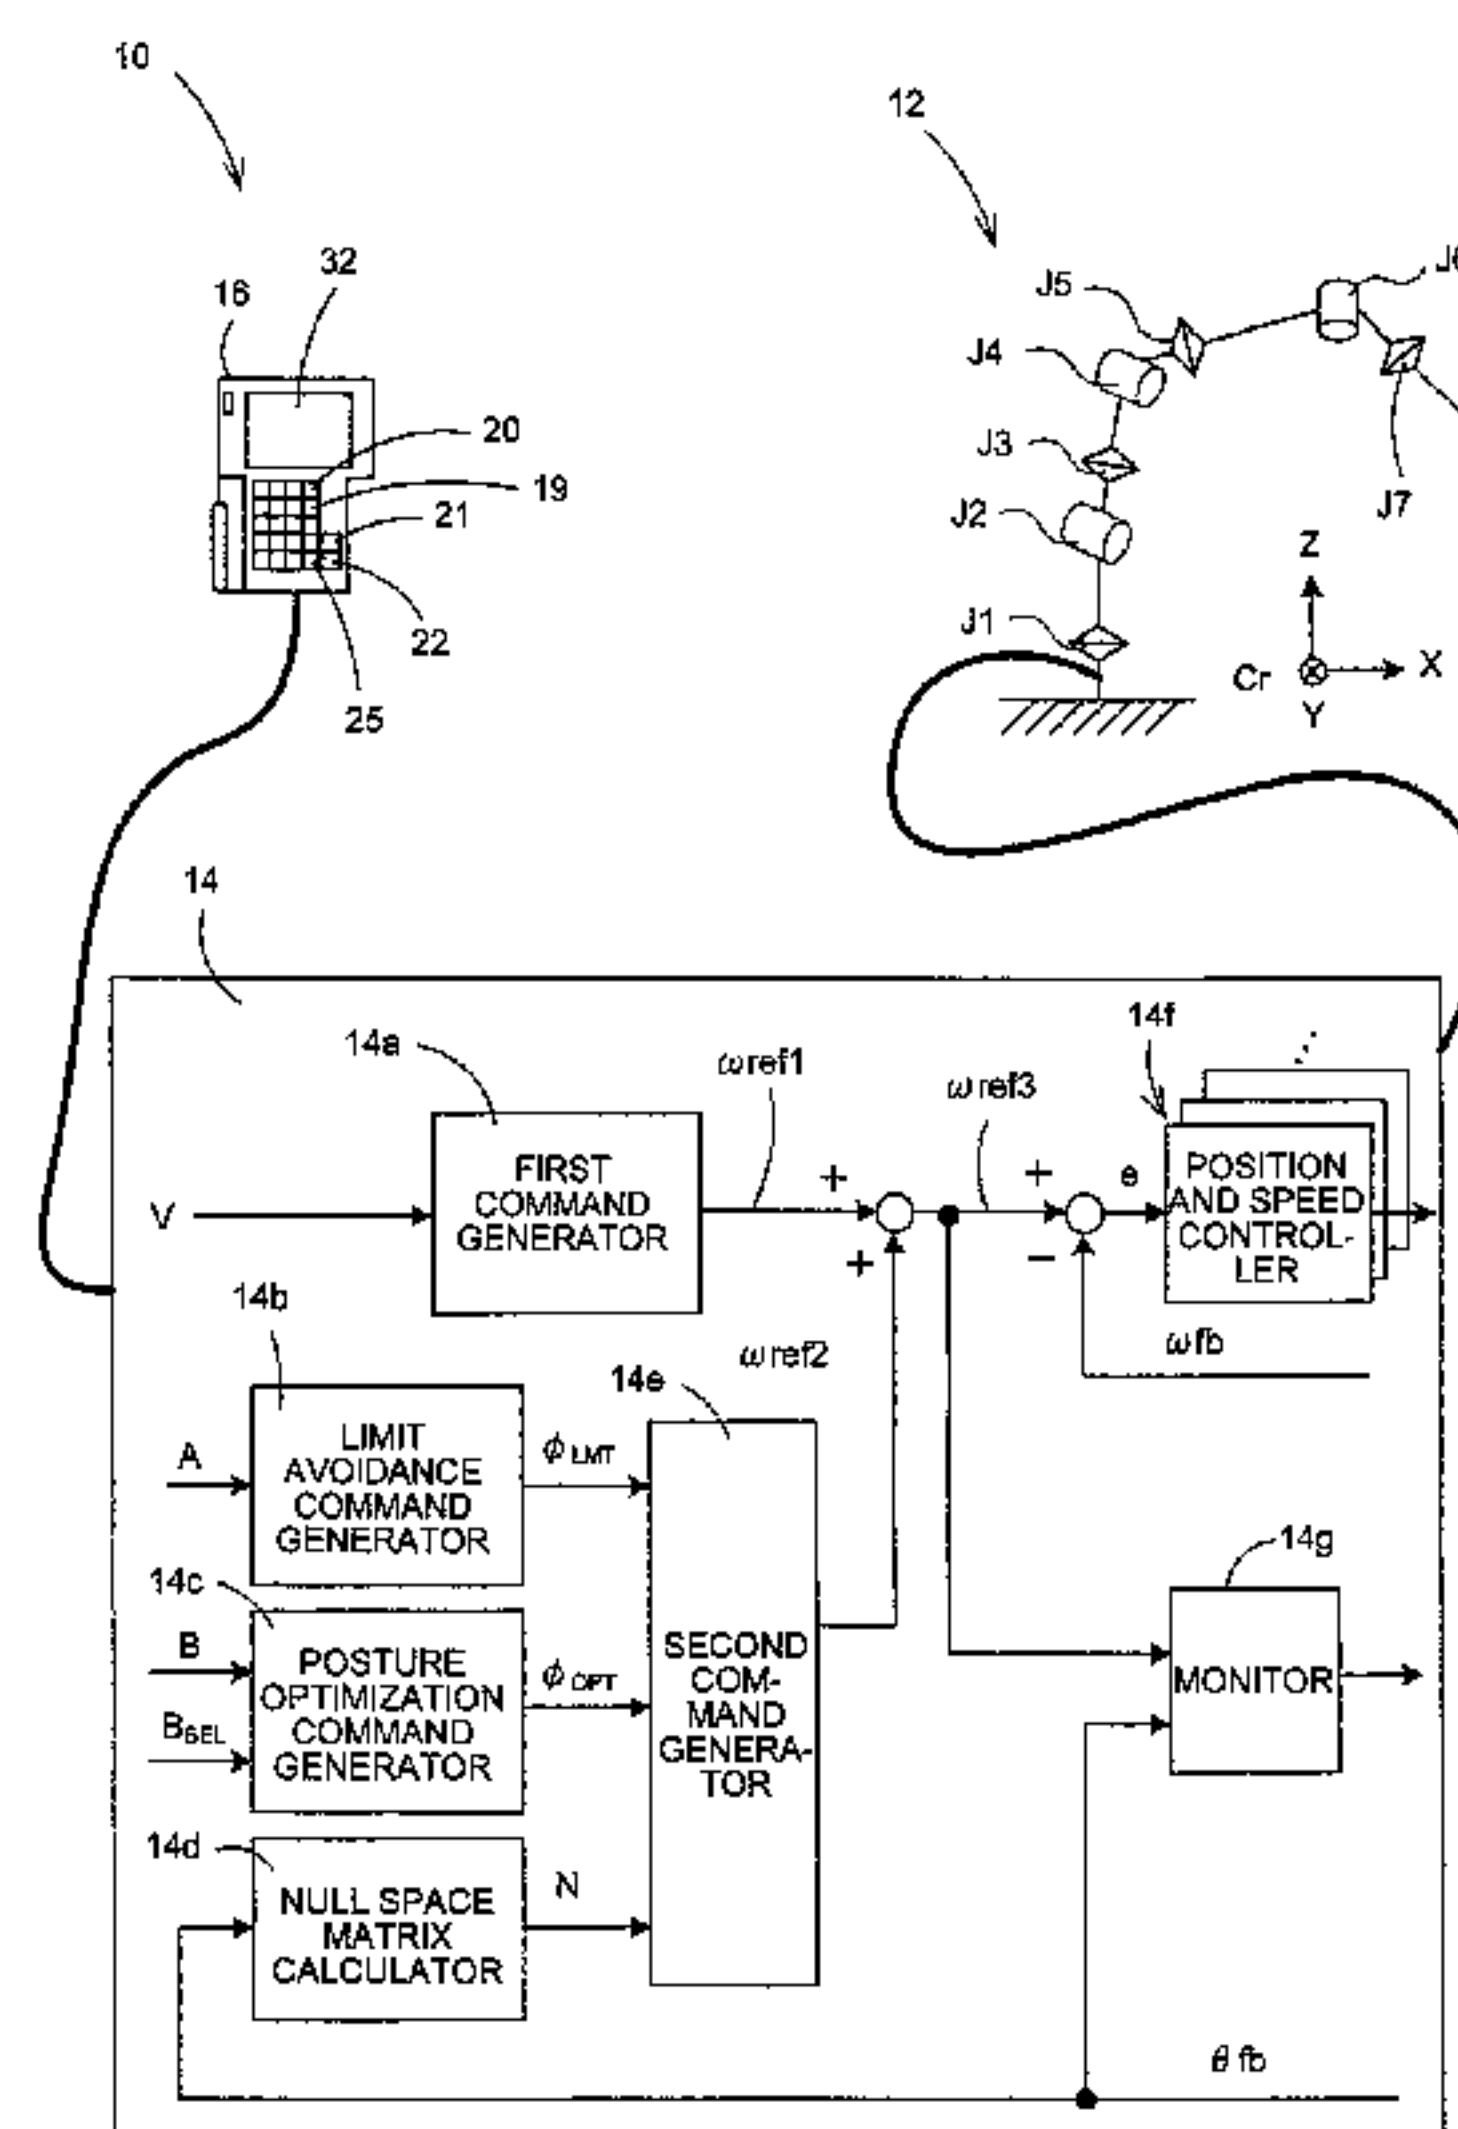 10
12
32
16
J5
J4
J3
J2
J1
J7
20
19
21
22
25
Z
Cr
X
Y
14
14a
ωref1
ωref3
14f
FIRST
COMMAND
GENERATOR
V
+
+
+
−
e
POSITION
AND SPEED
CONTROL-
LER
ωfb
14b
ωref2
14e
LIMIT
AVOIDANCE
COMMAND
GENERATOR
A
ϕLMT
14c
POSTURE
OPTIMIZATION
COMMAND
GENERATOR
B
BSEL
ϕOPT
SECOND
COM-
MAND
GENERA-
TOR
14g
MONITOR
14d
NULL SPACE
MATRIX
CALCULATOR
N
θfb